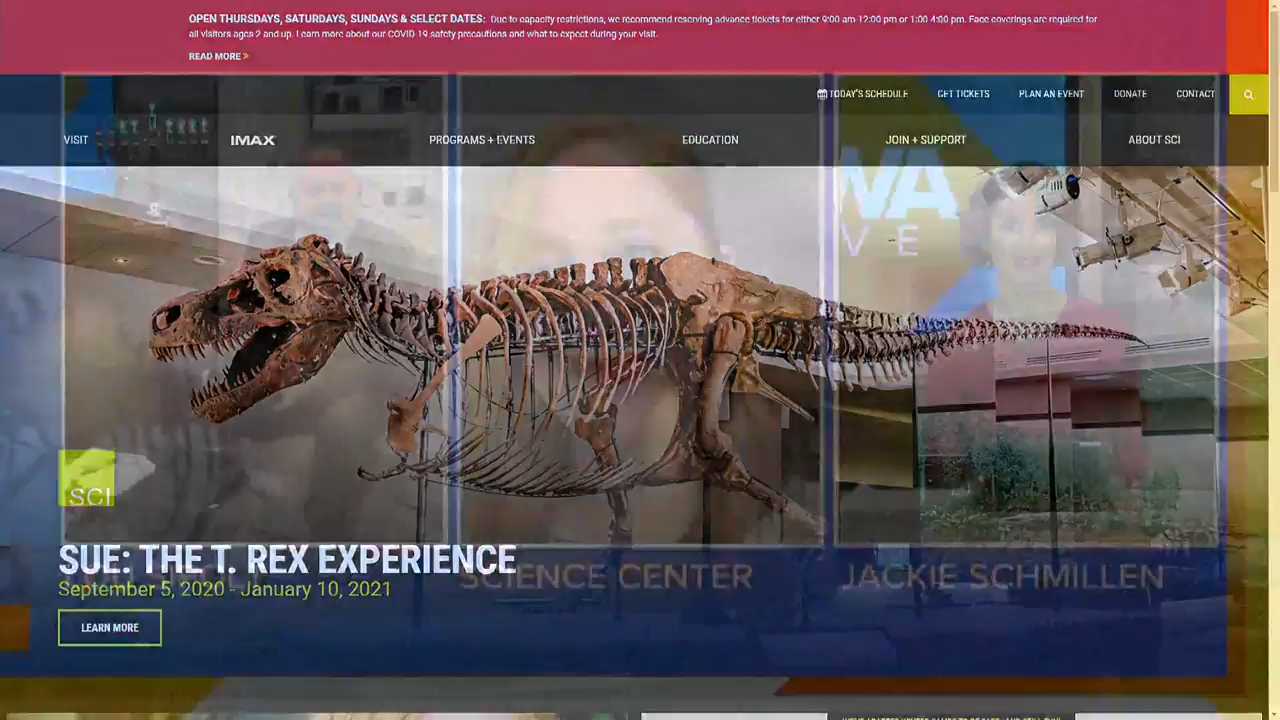 OPEN THURSDAYS, SATURDAYS, SUNDAYS & SELECT DATES: Due to capacity restrictions, we recommend reserving advance tickets for either 9:00 am-12:00 pm or 1:00-4:00 pm. Face coverings are required for
all visitors ages 2 and up. Learn more about our COVID-19 safety precautions and what to expect during your visit.
READ MORE »
TODAY'S SCHEDULE GET TICKETS PLAN AN EVENT DONATE CONTACT
VISIT IMAX PROGRAMS + EVENTS EDUCATION JOIN + SUPPORT ABOUT SCI
WA
VE
SCI
SUE: THE T. REX EXPERIENCE
September 5, 2020 - January 10, 2021
SCIENCE CENTER JACKIE SCHMILLEN
LEARN MORE